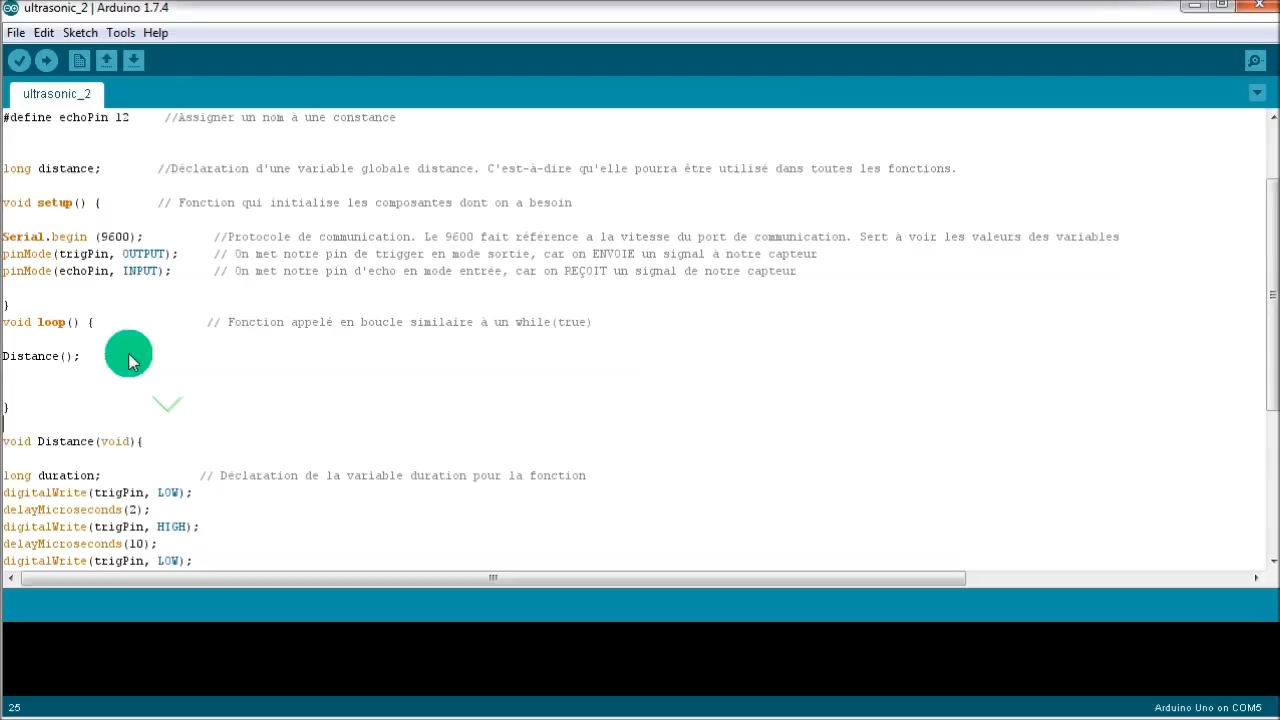 ultrasonic_2 | Arduino 1.7.4
File Edit Sketch Tools Help
ultrasonic_2
#define echoPin 12 //Assigner un nom à une constante
long distance; //Déclaration d'une variable globale distance. C'est-à-dire qu'elle pourra être utilisé dans toutes les fonctions.
void setup() { // Fonction qui initialise les composantes dont on a besoin
Serial.begin (9600); //Protocole de communication. Le 9600 fait référence a la vitesse du port de communication. Sert à voir les valeurs des variables
pinMode(trigPin, OUTPUT); // On met notre pin de trigger en mode sortie, car on ENVOIE un signal à notre capteur
pinMode(echoPin, INPUT); // On met notre pin d'echo en mode entrée, car on REÇOIT un signal de notre capteur
}
void loop() { // Fonction appelé en boucle similaire à un while(true)
Distance();
}
void Distance(void){
long duration; // Déclaration de la variable duration pour la fonction
digitalWrite(trigPin, LOW);
delayMicroseconds(2);
digitalWrite(trigPin, HIGH);
delayMicroseconds(10);
digitalWrite(trigPin, LOW);
25
Arduino Uno on COM5